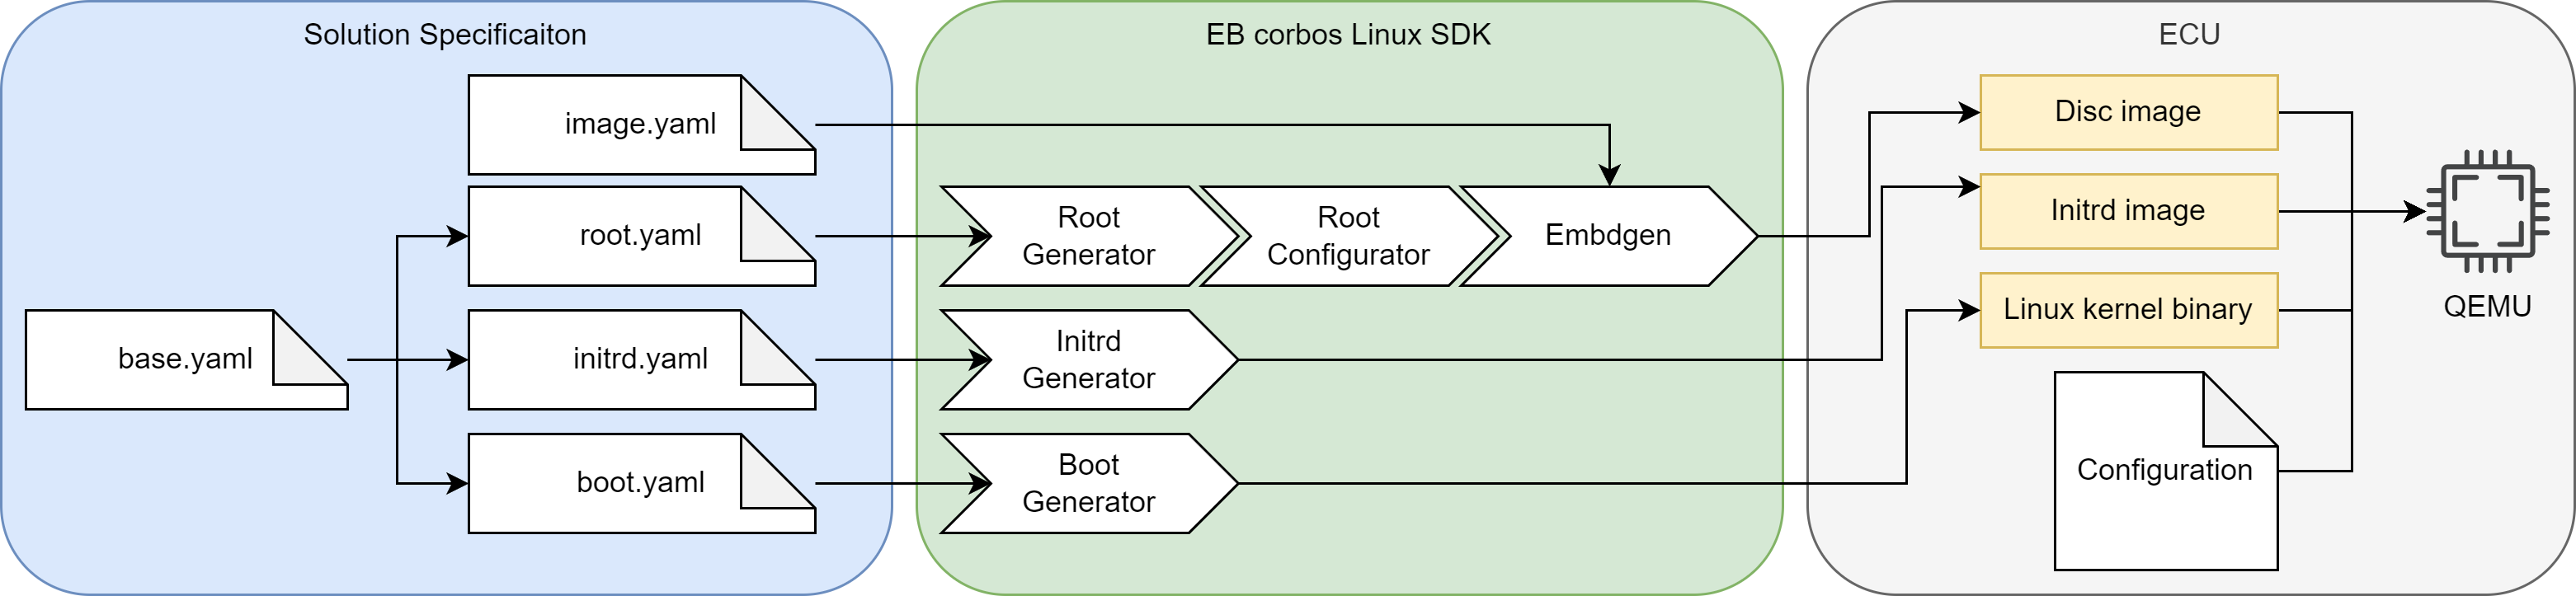 Solution Specificaiton
image.yaml
root.yaml
base.yaml
initrd.yaml
boot.yaml
EB corbos Linux SDK
Root
Generator
Root
Configurator
Embdgen
Initrd
Generator
Boot
Generator
ECU
Disc image
Initrd image
Linux kernel binary
Configuration
QEMU